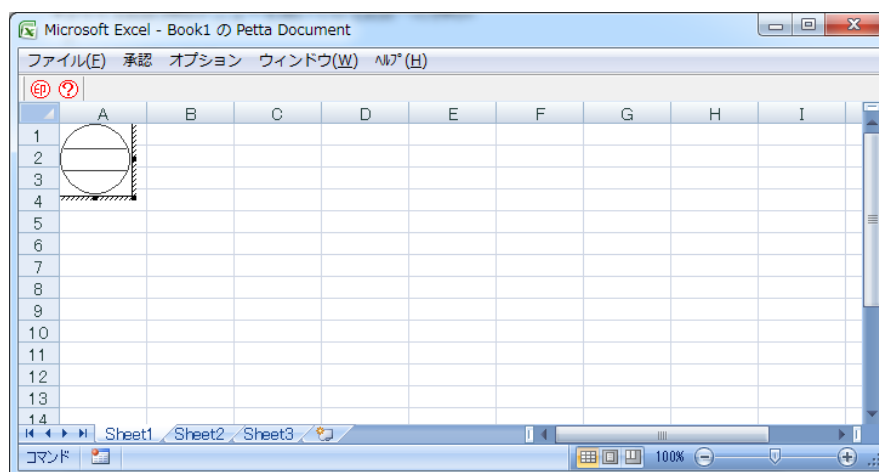 Microsoft Excel - Book1 の Petta Document
ファイル(F) 承認 オプション ウィンドウ(W) ﾍﾙﾌﾟ(H)
印 ?
A B C D E F G H I
1
2
3
4
5
6
7
8
9
10
11
12
13
14
Sheet1 Sheet2 Sheet3
コマンド 100%